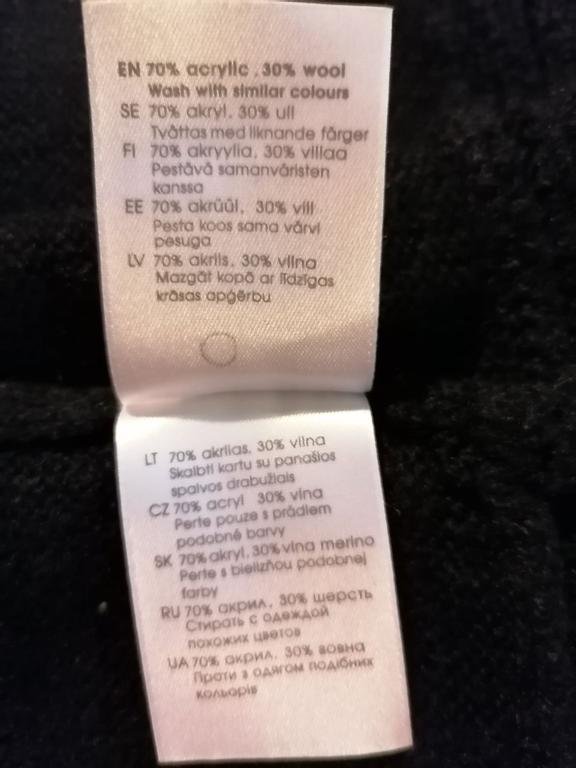 EN 70% acrylic, 30% wool
Wash with similar colours
SE 70% akryl, 30% ull
Tvättas med liknande färger
FI 70% akryylia, 30% villaa
Pestävä samanväristen
kanssa
EE 70% akrüül, 30% vill
Pesta koos sama värvi
pesuga
LV 70% akrils, 30% vilna
Mazgāt kopā ar līdzīgas
krāsas apģērbu
LT 70% akrilas, 30% vilna
Skalbti kartu su panašios
spalvos drabužiais
CZ 70% acryl 30% vlna
Perte pouze s prádlem
podobné barvy
SK 70% akryl, 30% vlna merino
Perte s bielizňou podobnej
farby
RU 70% акрил, 30% шерсть
Стирать с одеждой
похожих цветов
UA 70% акрил, 30% вовна
Прати з одягом подібних
кольорів